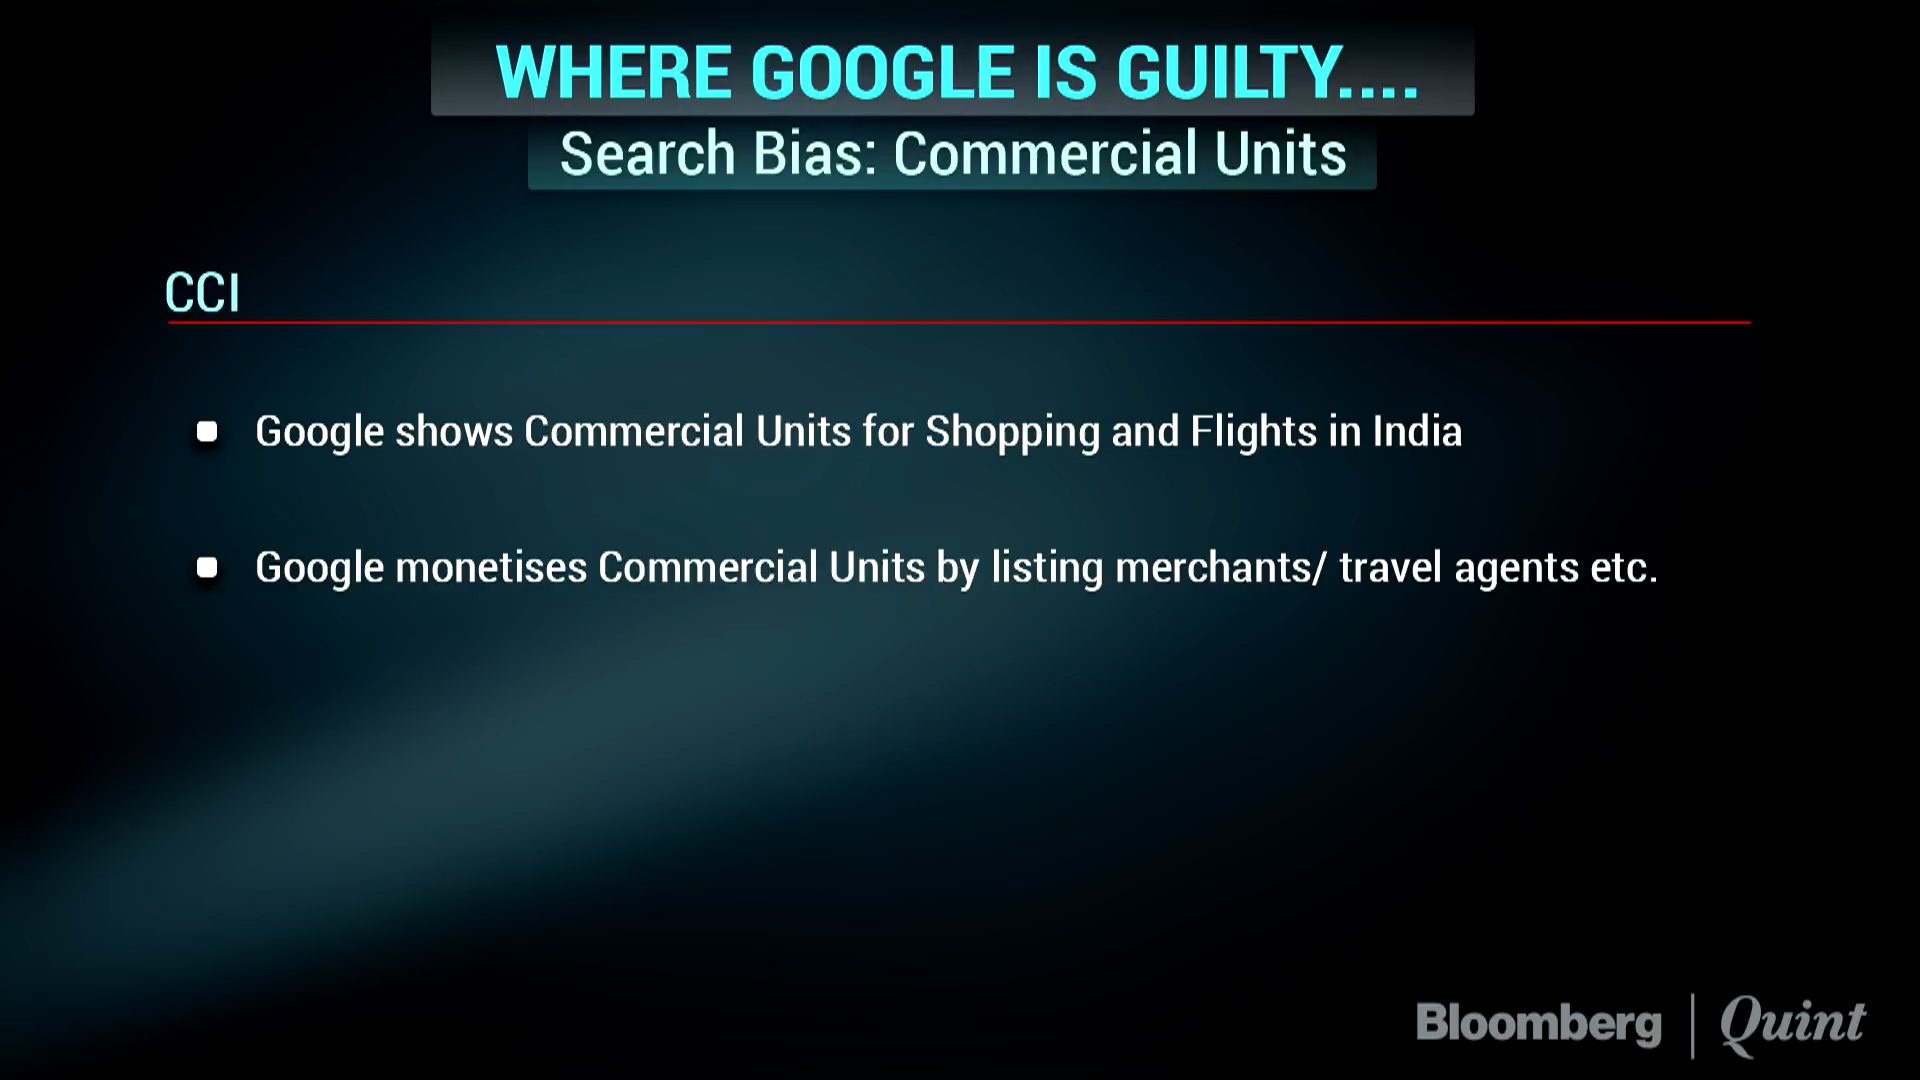 WHERE GOOGLE IS GUILTY....
Search Bias: Commercial Units
CCI
Google shows Commercial Units for Shopping and Flights in India
Google monetises Commercial Units by listing merchants/ travel agents etc.
Bloomberg | Quint